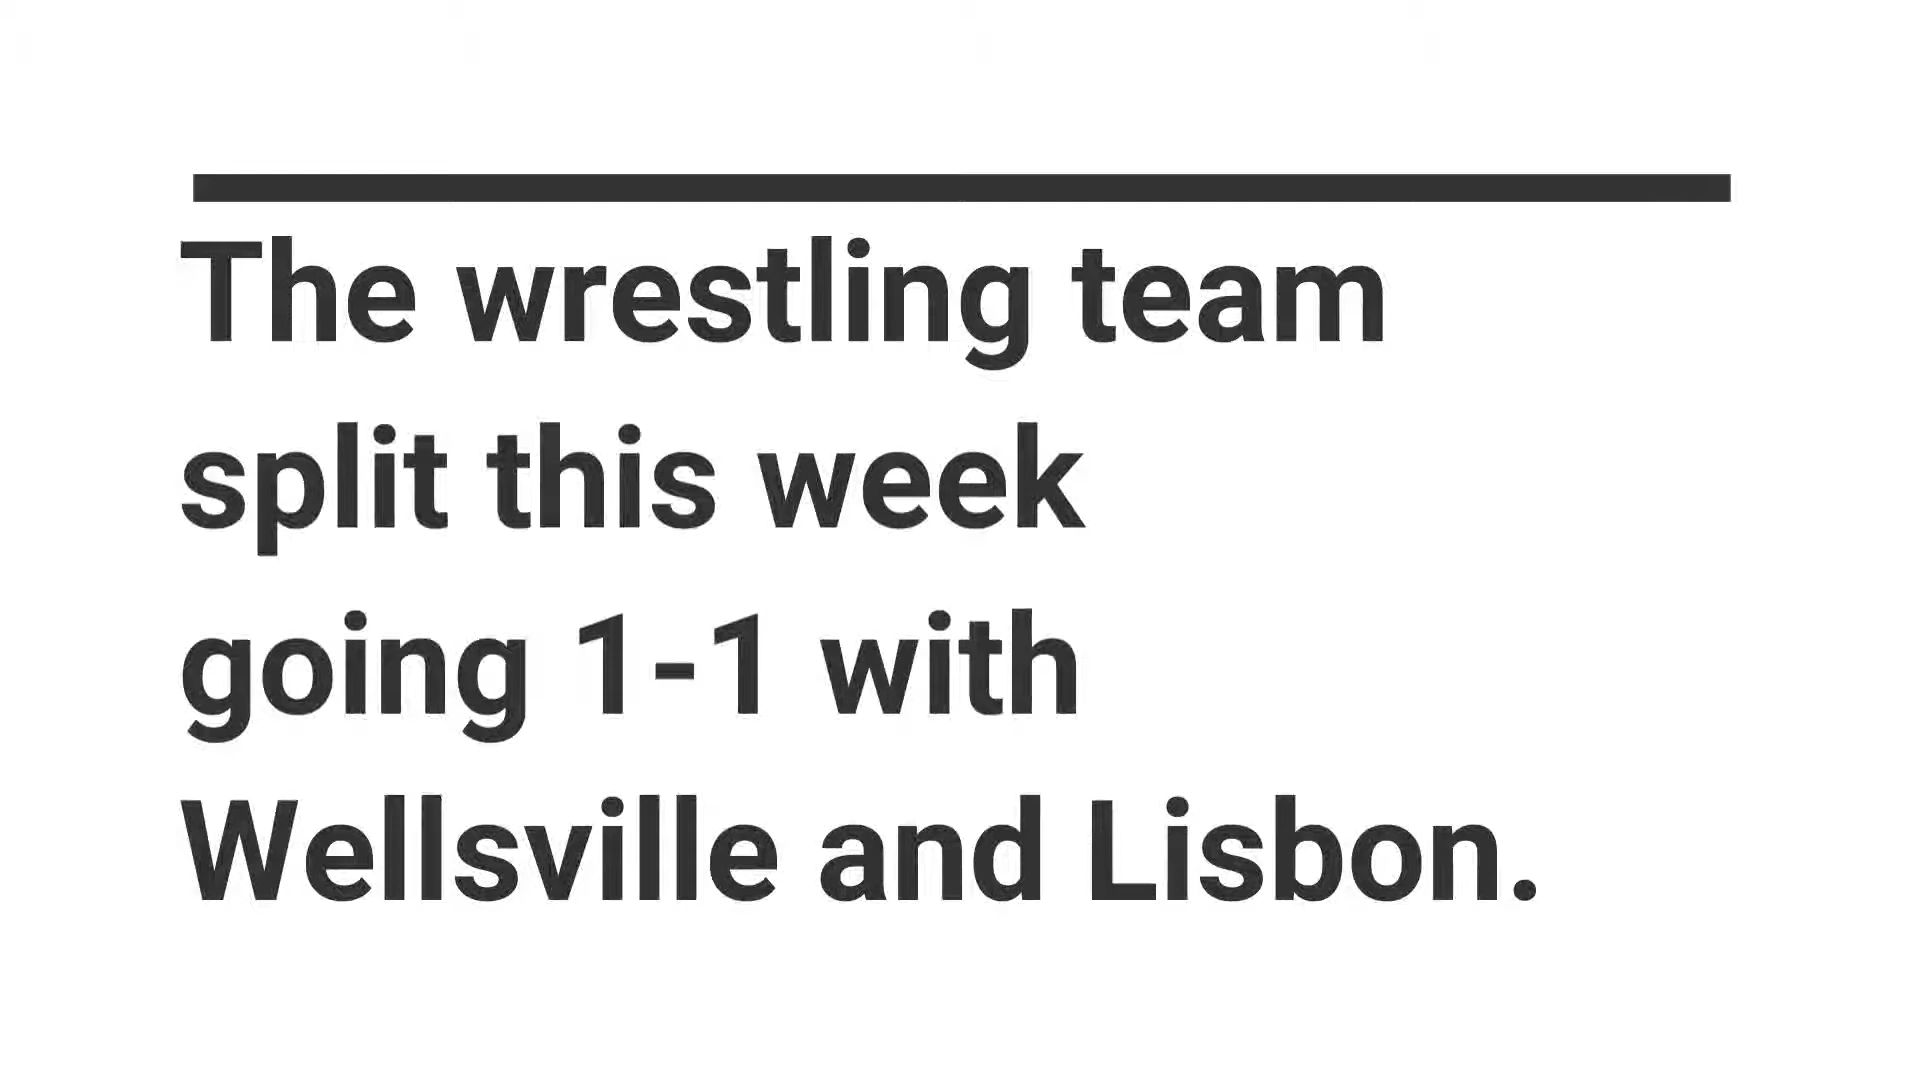 The wrestling team
split this week
going 1-1 with
Wellsville and Lisbon.